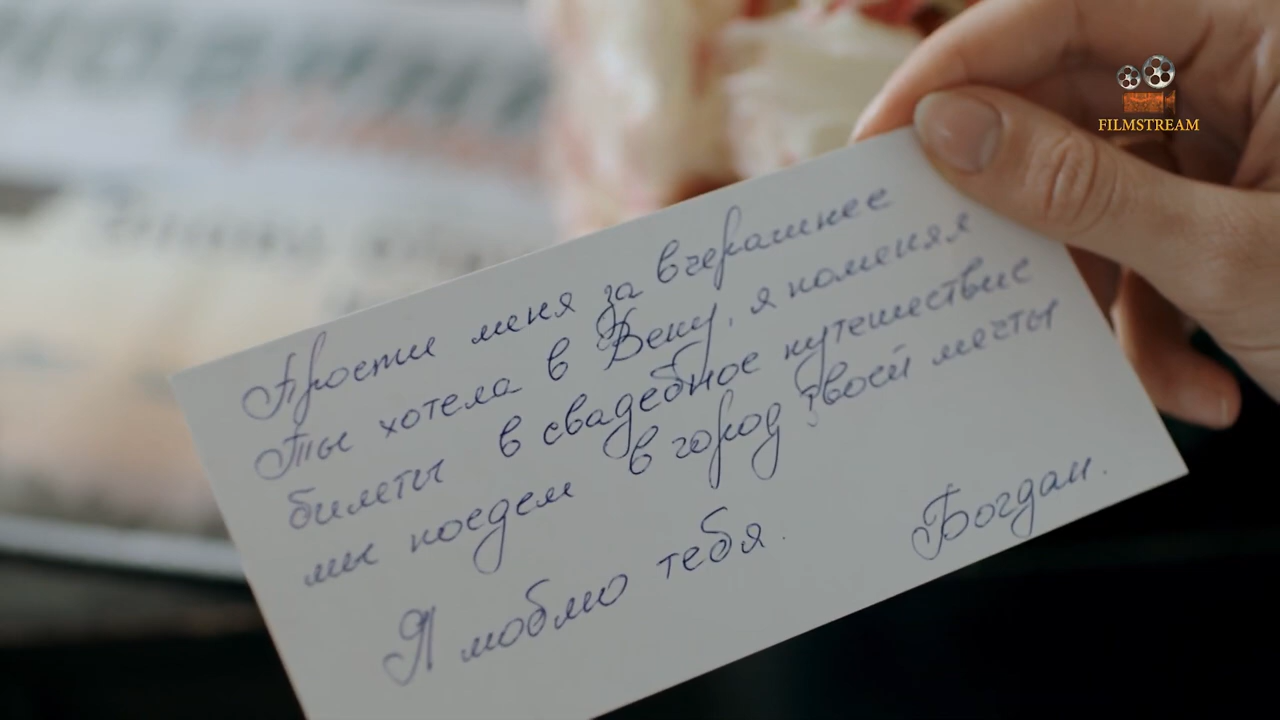 FILMSTREAM
Прости меня за вчерашнее
Ты хотела в Вену, я поменял
билеты в свадебное путешествие
мы поедем в город твоей мечты
Я люблю тебя.
Богдан.